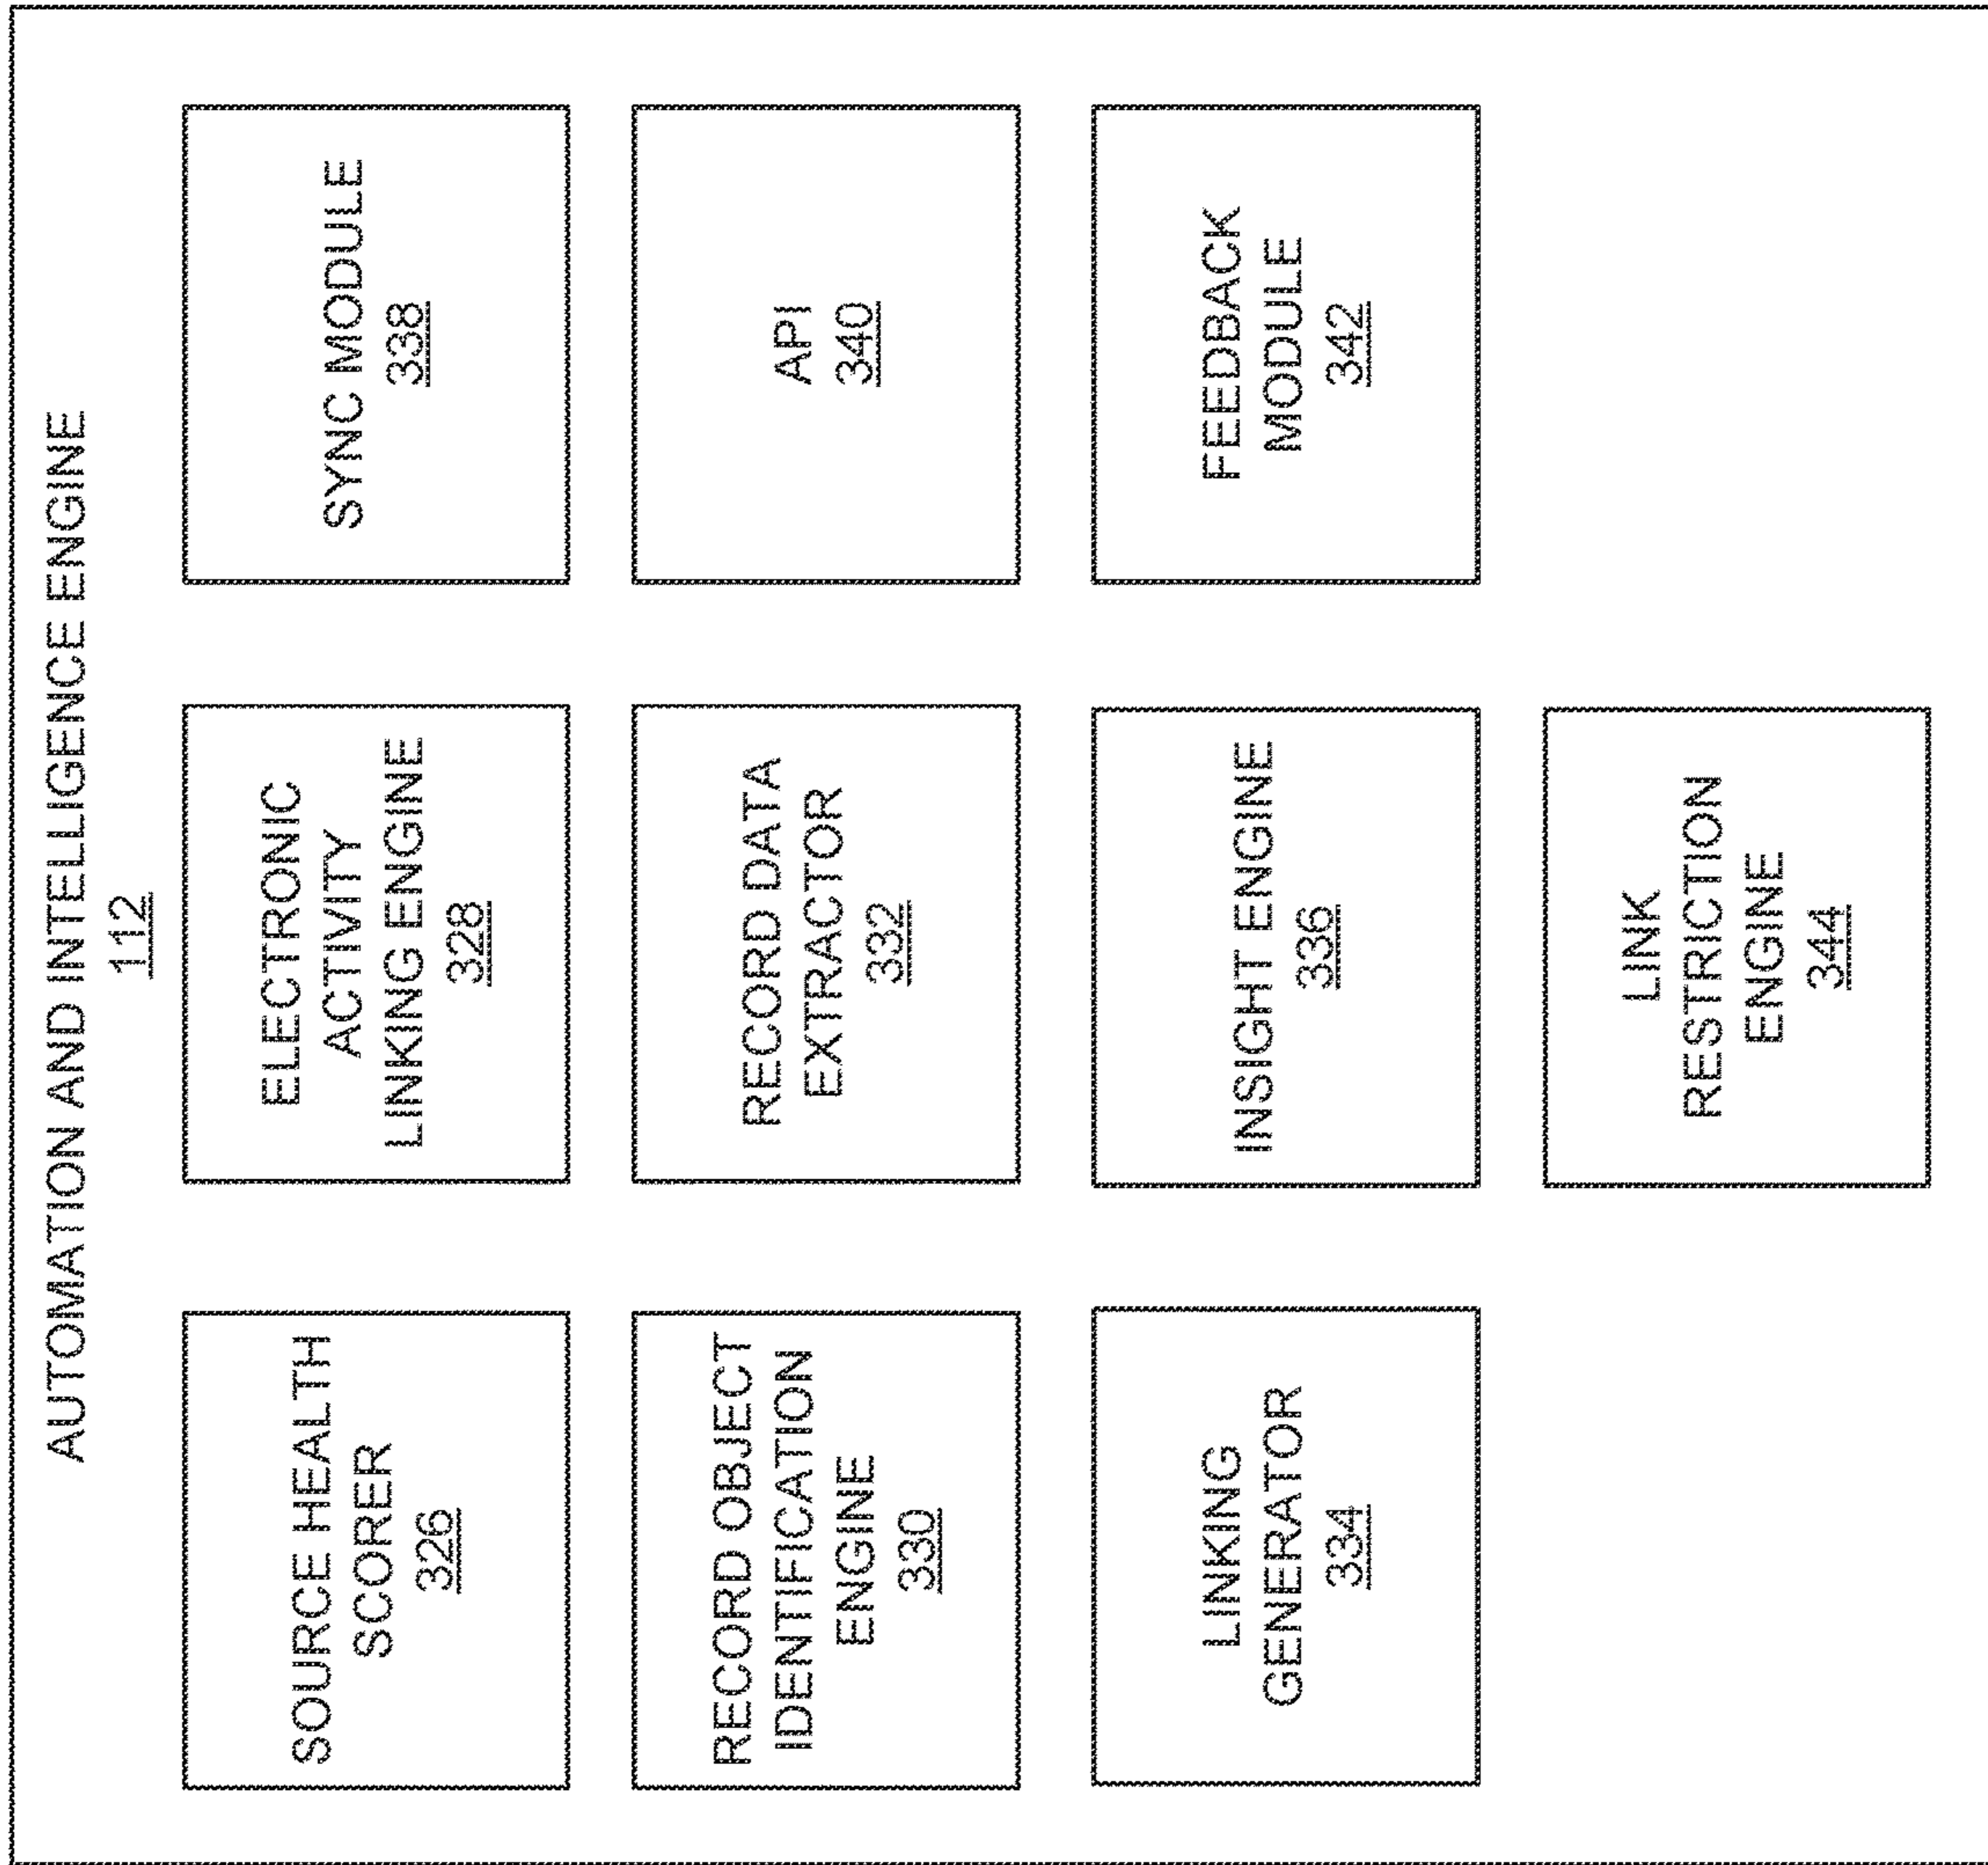 AUTOMATION AND INTELLIGENCE ENGINE
112
SOURCE HEALTH
SCORER
326
ELECTRONIC
ACTIVITY
LINKING ENGINE
328
SYNC MODULE
338
RECORD OBJECT
IDENTIFICATION
ENGINE
330
RECORD DATA
EXTRACTOR
332
API
340
LINKING
GENERATOR
334
INSIGHT ENGINE
336
FEEDBACK
MODULE
342
LINK
RESTRICTION
ENGINE
344